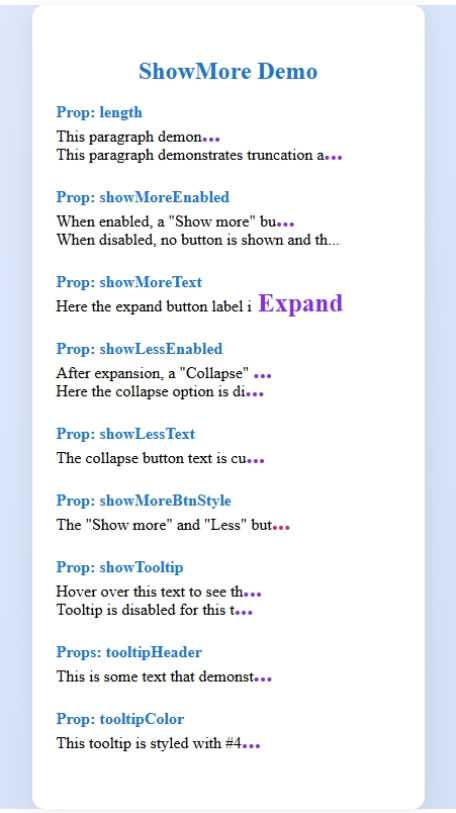 ShowMore Demo
Prop: length
This paragraph demon...
This paragraph demonstrates truncation a...
Prop: showMoreEnabled
When enabled, a "Show more" bu...
When disabled, no button is shown and th...
Prop: showMoreText
Here the expand button label i Expand
Prop: showLessEnabled
After expansion, a "Collapse" ...
Here the collapse option is di...
Prop: showLessText
The collapse button text is cu...
Prop: showMoreBtnStyle
The "Show more" and "Less" but...
Prop: showTooltip
Hover over this text to see th...
Tooltip is disabled for this t...
Props: tooltipHeader
This is some text that demonst...
Prop: tooltipColor
This tooltip is styled with #4...